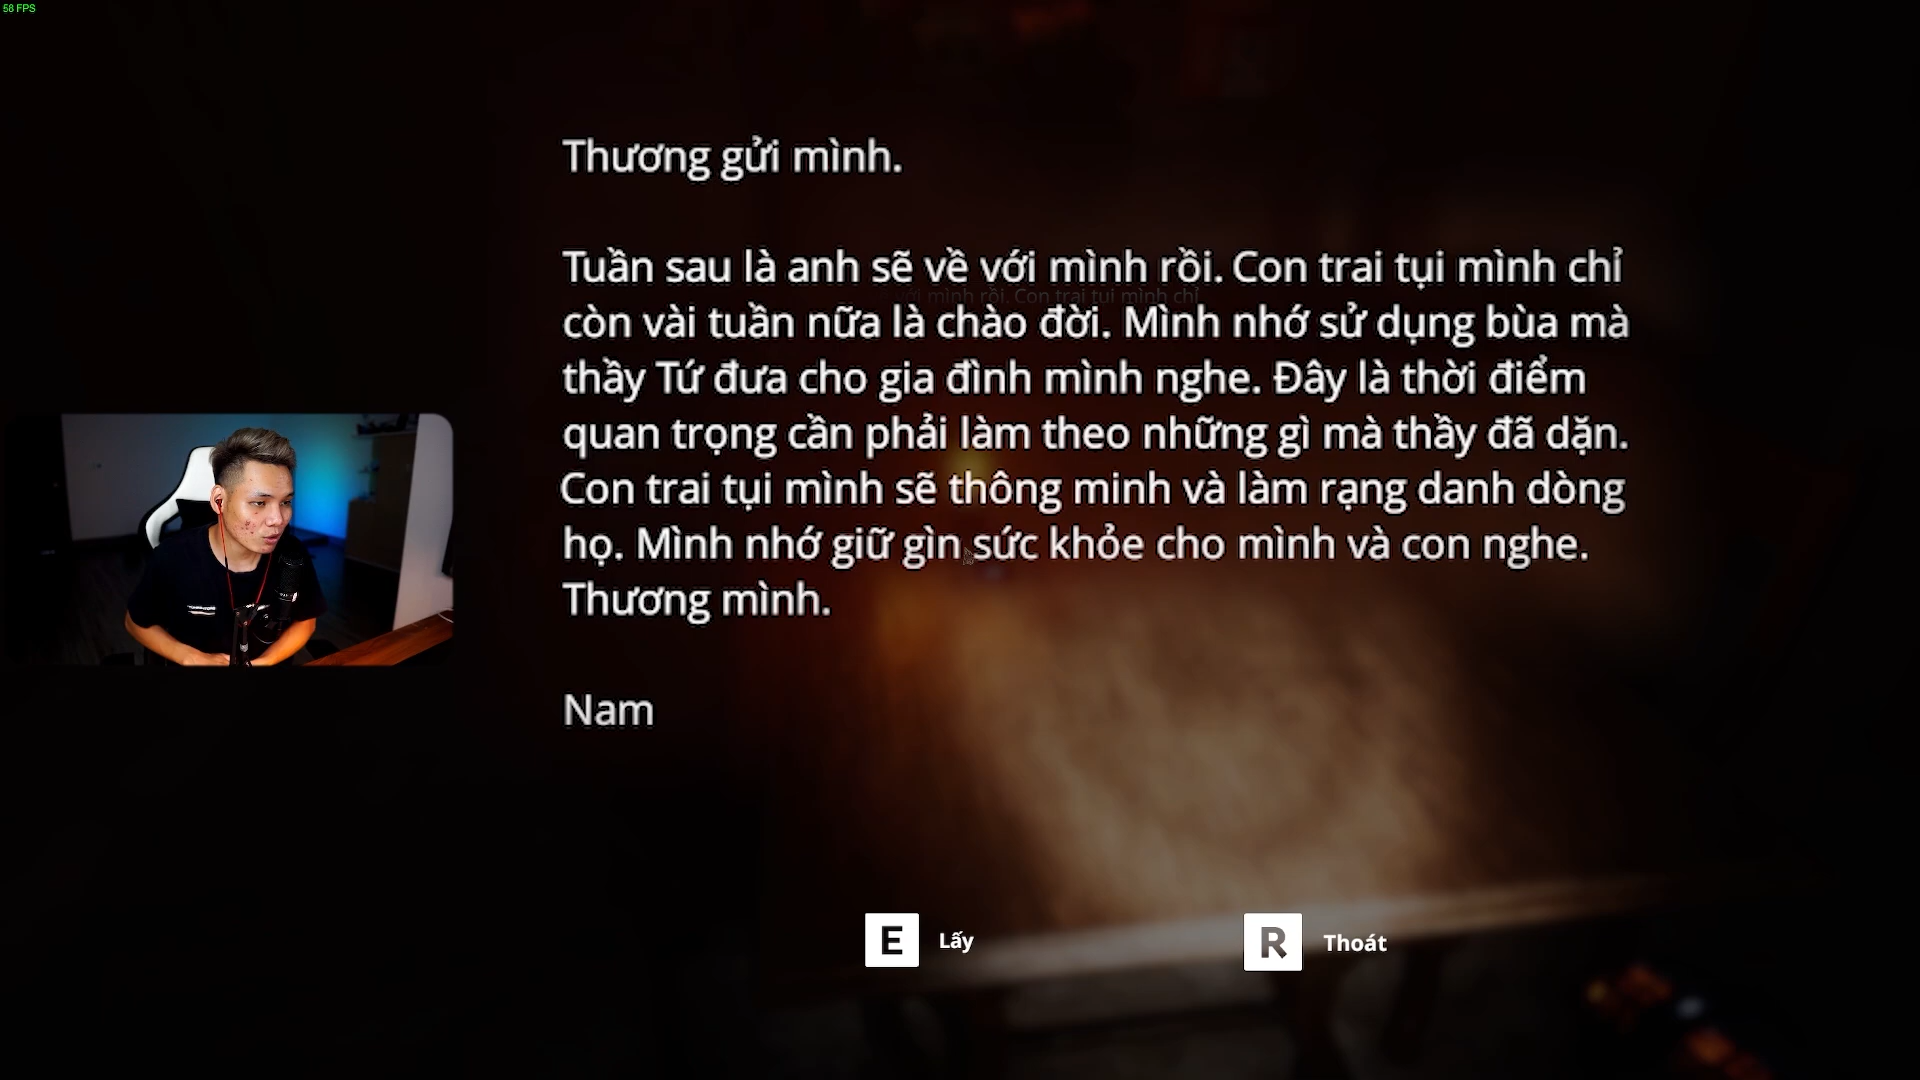 58 FPS
Thương gửi mình.
Tuần sau là anh sẽ về với mình rồi. Con trai tụi mình chỉ
còn vài tuần nữa là chào đời. Mình nhớ sử dụng bùa mà
thầy Tứ đưa cho gia đình mình nghe. Đây là thời điểm
quan trọng cần phải làm theo những gì mà thầy đã dặn.
Con trai tụi mình sẽ thông minh và làm rạng danh dòng
họ. Mình nhớ giữ gìn sức khỏe cho mình và con nghe.
Thương mình.
Nam
E Lấy
R Thoát